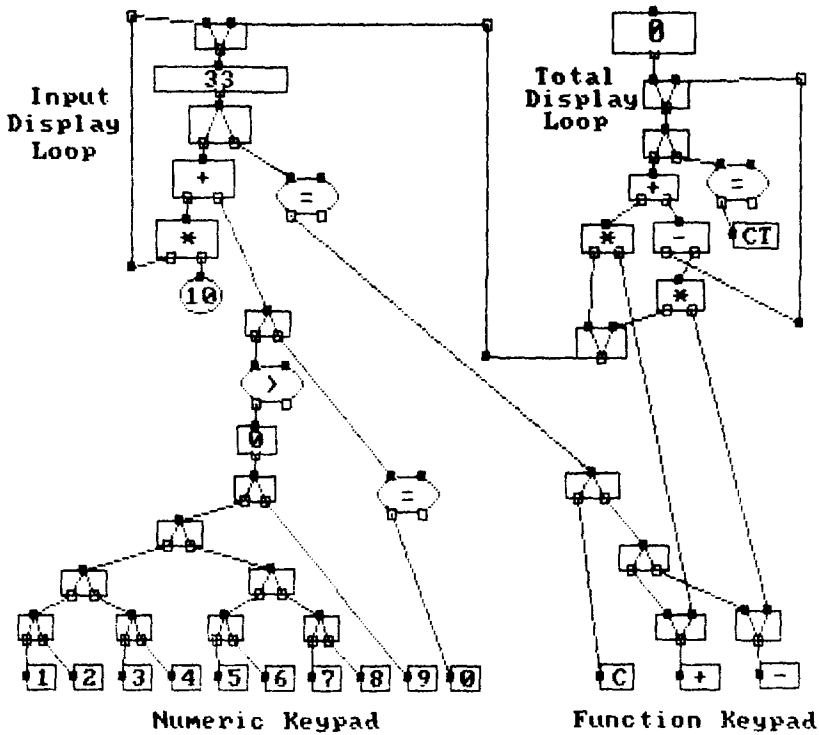 0
33
Input
Display
Loop
Total
Display
Loop
+
=
+
=
*
*
-
CT
10
*
>
0
=
1 2 3 4 5 6 7 8 9 0 C + -
Numeric Keypad
Function Keypad